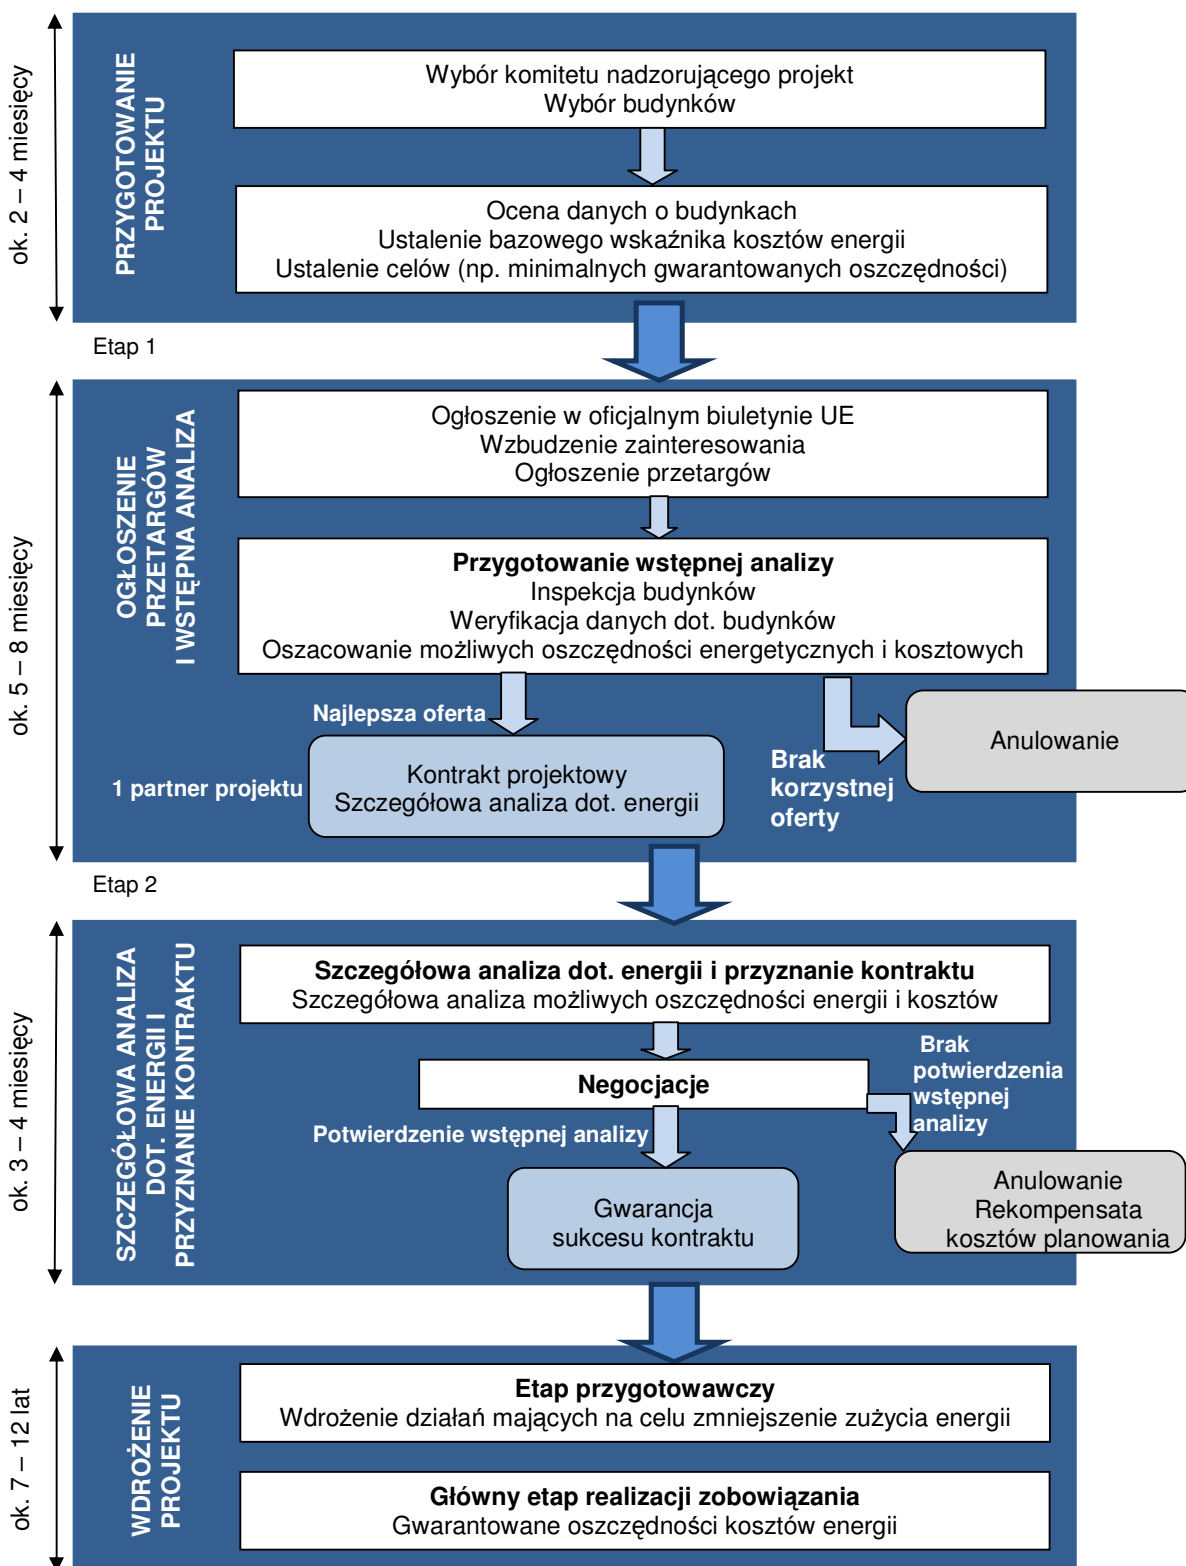 ok. 2 – 4 miesięcy
PRZYGOTOWANIE
PROJEKTU
Wybór komitetu nadzorującego projekt
Wybór budynków
Ocena danych o budynkach
Ustalenie bazowego wskaźnika kosztów energii
Ustalenie celów (np. minimalnych gwarantowanych oszczędności)
Etap 1
ok. 5 – 8 miesięcy
OGŁOSZENIE
PRZETARGÓW
I WSTĘPNA ANALIZA
Ogłoszenie w oficjalnym biuletynie UE
Wzbudzenie zainteresowania
Ogłoszenie przetargów
Przygotowanie wstępnej analizy
Inspekcja budynków
Weryfikacja danych dot. budynków
Oszacowanie możliwych oszczędności energetycznych i kosztowych
Najlepsza oferta
1 partner projektu
Kontrakt projektowy
Szczegółowa analiza dot. energii
Brak
korzystnej
oferty
Anulowanie
Etap 2
ok. 3 – 4 miesięcy
SZCZEGÓŁOWA ANALIZA
DOT. ENERGII I
PRZYZNANIE KONTRAKTU
Szczegółowa analiza dot. energii i przyznanie kontraktu
Szczegółowa analiza możliwych oszczędności energii i kosztów
Negocjacje
Brak
potwierdzenia
wstępnej
analizy
Potwierdzenie wstępnej analizy
Gwarancja
sukcesu kontraktu
Anulowanie
Rekompensata
kosztów planowania
ok. 7 – 12 lat
WDROŻENIE
PROJEKTU
Etap przygotowawczy
Wdrożenie działań mających na celu zmniejszenie zużycia energii
Główny etap realizacji zobowiązania
Gwarantowane oszczędności kosztów energii